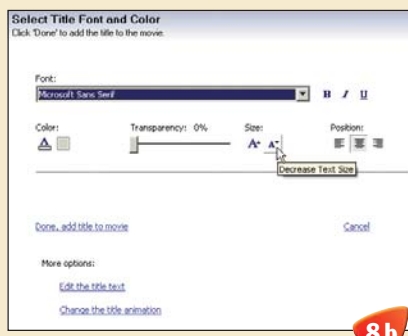 Select Title Font and Color
Click 'Done' to add the title to the movie.
Font:
Microsoft Sans Serif
B I U
Color: Transparency: 0% Size: Position:
A A A
Decrease Text Size
Done, add title to movie Cancel
More options:
Edit the title text
Change the title animation
8b